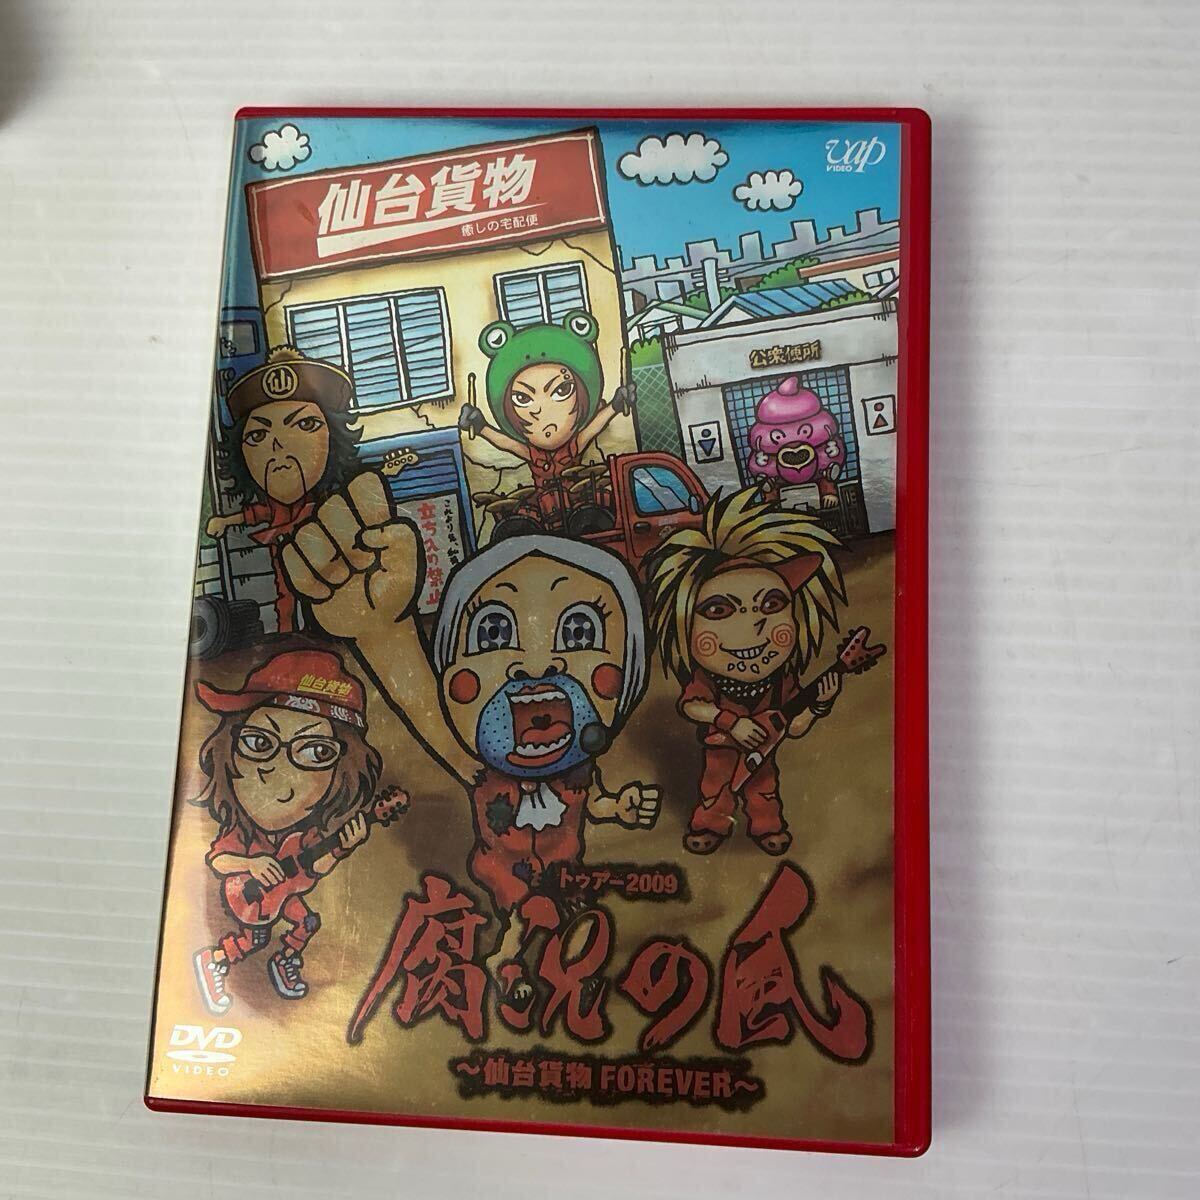 vap
VIDEO
仙台貨物
癒しの宅配便
公衆便所
仙
立ち入り禁止
仙台貨物
トゥアー2009
腐況の風
～仙台貨物 FOREVER～
DVD
VIDEO